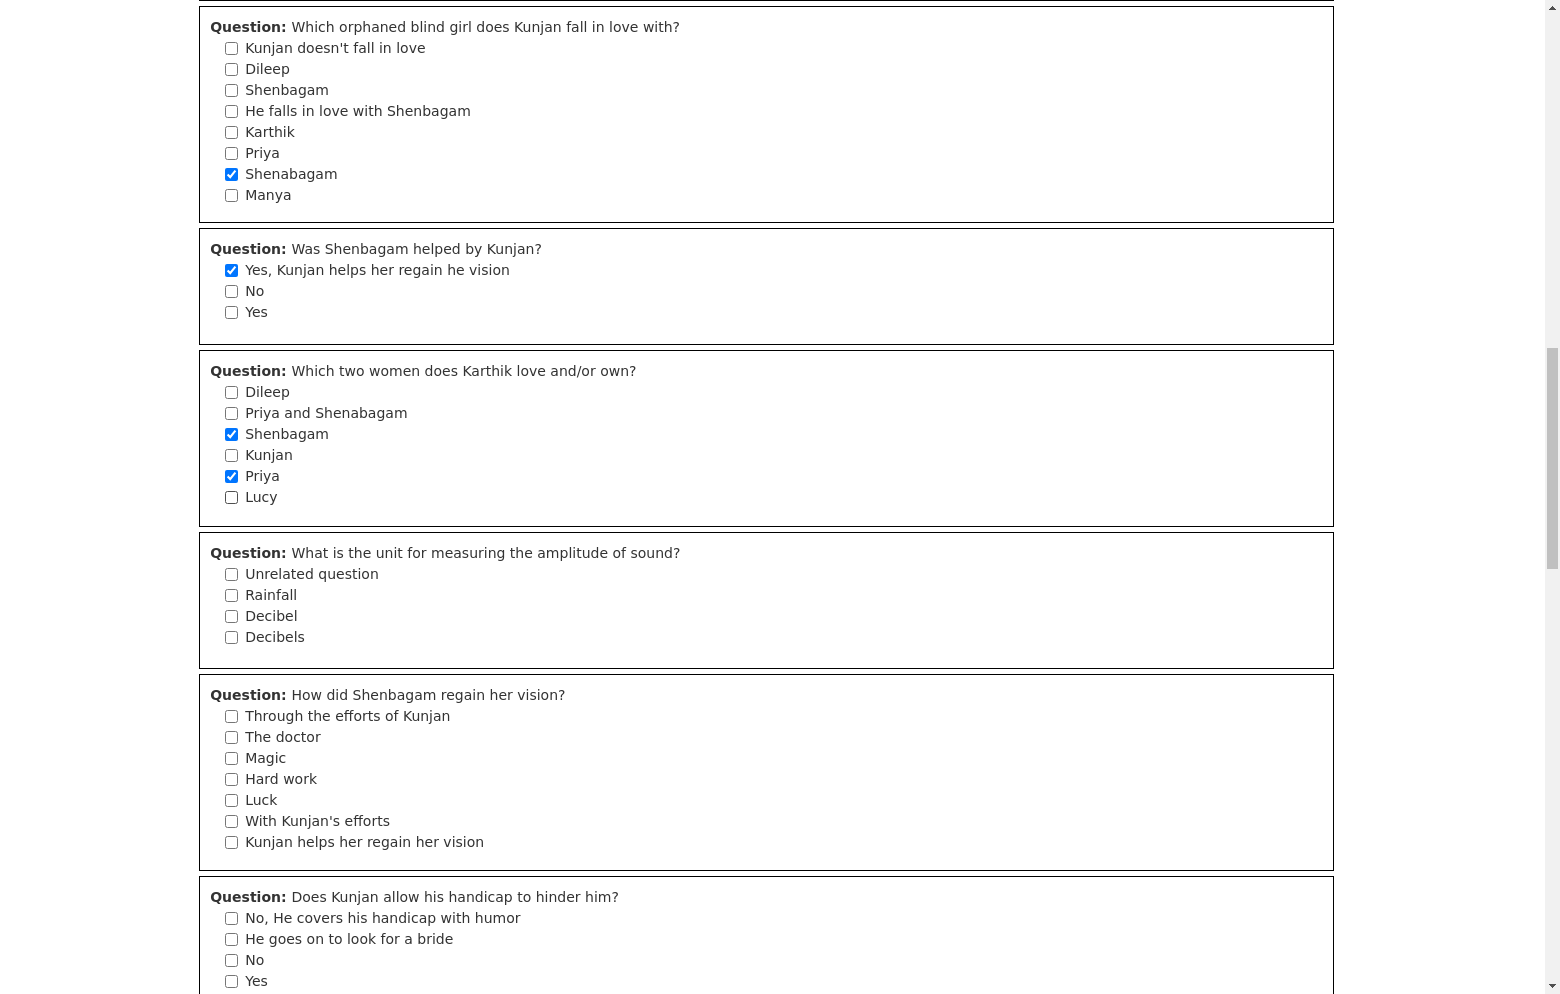 Question: Which orphaned blind girl does Kunjan fall in love with?
Kunjan doesn't fall in love
Dileep
Shenbagam
He falls in love with Shenbagam
Karthik
Priya
Shenabagam
Manya
Question: Was Shenbagam helped by Kunjan?
Yes, Kunjan helps her regain he vision
No
Yes
Question: Which two women does Karthik love and/or own?
Dileep
Priya and Shenabagam
Shenbagam
Kunjan
Priya
Lucy
Question: What is the unit for measuring the amplitude of sound?
Unrelated question
Rainfall
Decibel
Decibels
Question: How did Shenbagam regain her vision?
Through the efforts of Kunjan
The doctor
Magic
Hard work
Luck
With Kunjan's efforts
Kunjan helps her regain her vision
Question: Does Kunjan allow his handicap to hinder him?
No, He covers his handicap with humor
He goes on to look for a bride
No
Yes